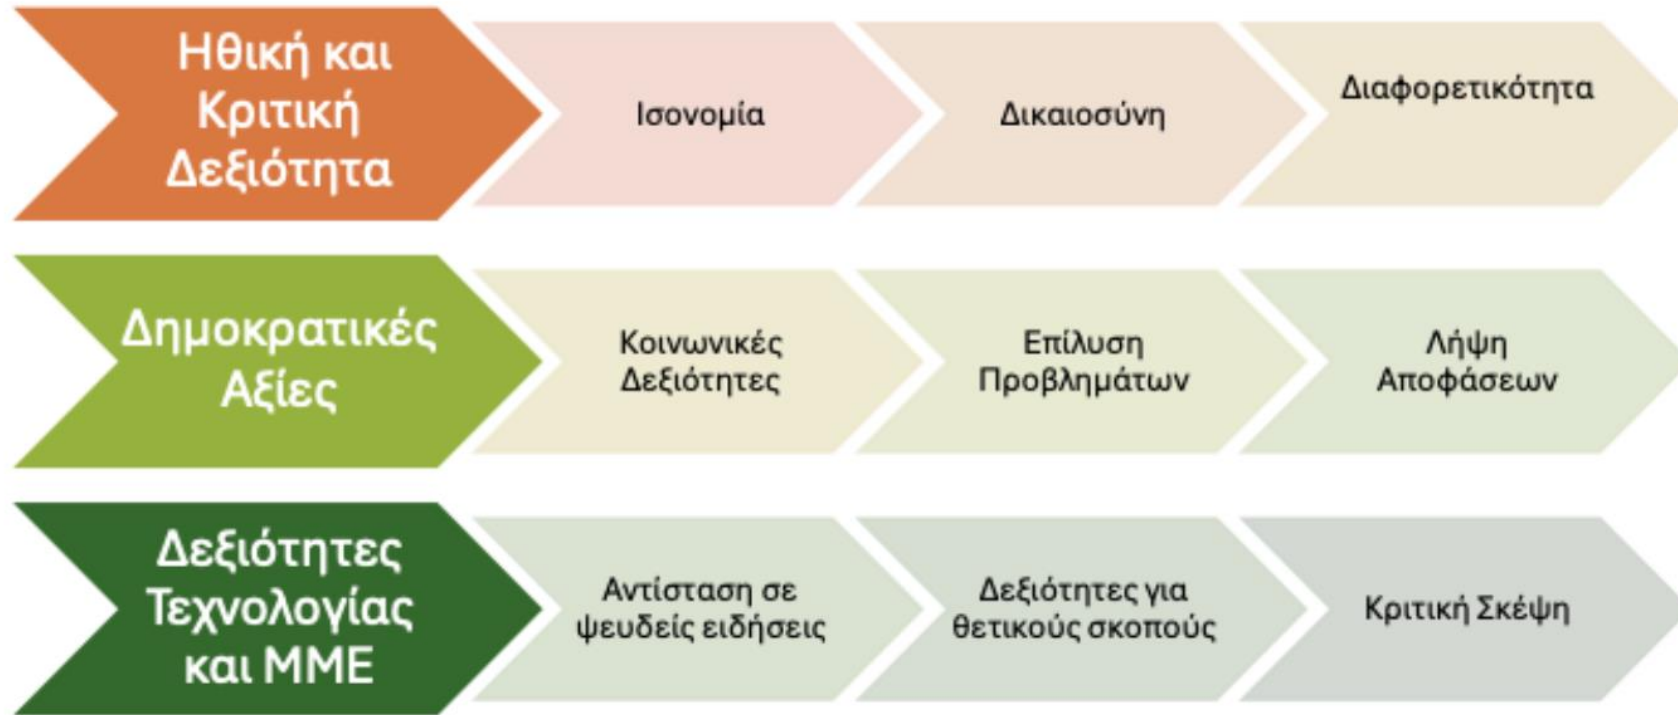 Ηθική και
Κριτική
Δεξιότητα
Ισονομία
Δικαιοσύνη
Διαφορετικότητα
Δημοκρατικές
Αξίες
Κοινωνικές
Δεξιότητες
Επίλυση
Προβλημάτων
Λήψη
Αποφάσεων
Δεξιότητες
Τεχνολογίας
και ΜΜΕ
Αντίσταση σε
ψευδείς ειδήσεις
Δεξιότητες για
θετικούς σκοπούς
Κριτική Σκέψη